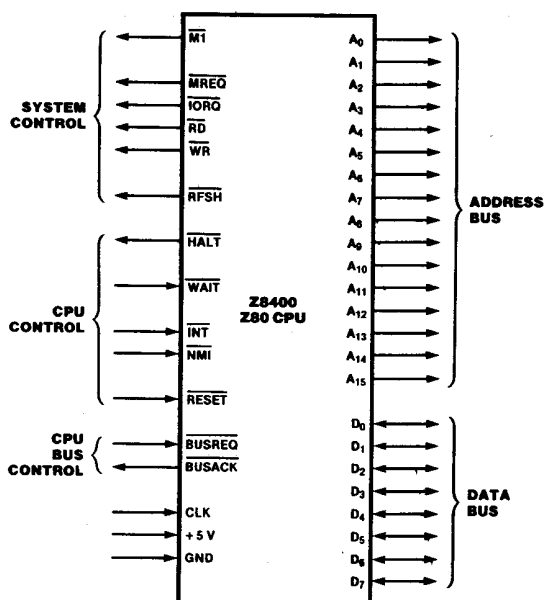 SYSTEM
CONTROL
M1
MREQ
IORQ
RD
WR
RFSH
CPU
CONTROL
HALT
WAIT
INT
NMI
RESET
CPU
BUS
CONTROL
BUSREQ
BUSACK
CLK
+5 V
GND
Z8400
Z80 CPU
A0
A1
A2
A3
A4
A5
A6
A7
A8
A9
A10
A11
A12
A13
A14
A15
ADDRESS
BUS
D0
D1
D2
D3
D4
D5
D6
D7
DATA
BUS